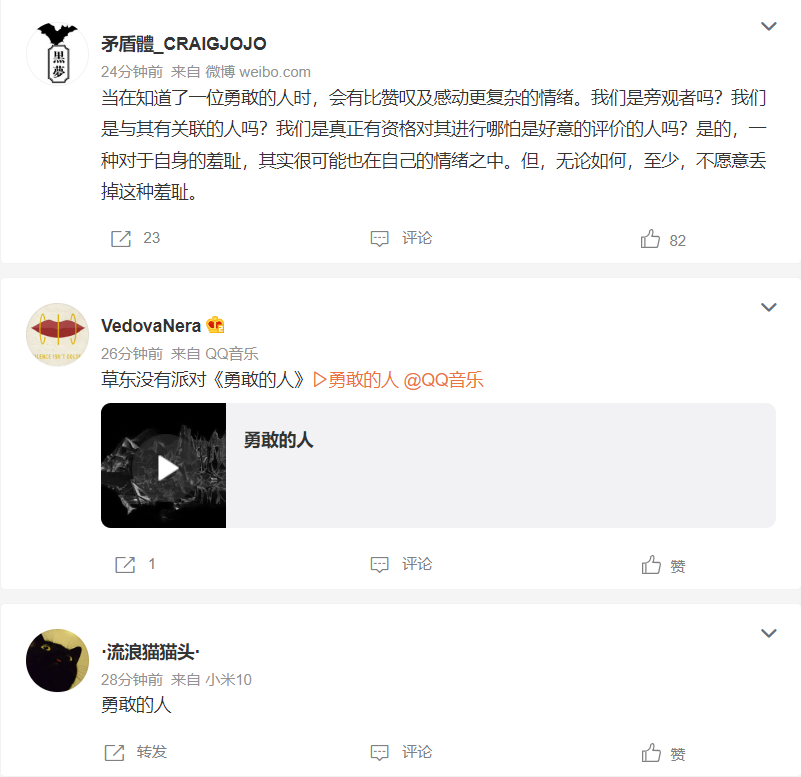 黒夢
矛盾體_CRAIGJOJO
24分钟前 来自 微博 weibo.com
当在知道了一位勇敢的人时，会有比赞叹及感动更复杂的情绪。我们是旁观者吗？我们
是与其有关联的人吗？我们是真正有资格对其进行哪怕是好意的评价的人吗？是的，一
种对于自身的羞耻，其实很可能也在自己的情绪之中。但，无论如何，至少，不愿意丢
掉这种羞耻。
23 评论 82
VedovaNera
26分钟前 来自 QQ音乐
草东没有派对《勇敢的人》▷勇敢的人 @QQ音乐
勇敢的人
1 评论 赞
·流浪猫猫头·
28分钟前 来自 小米10
勇敢的人
转发 评论 赞